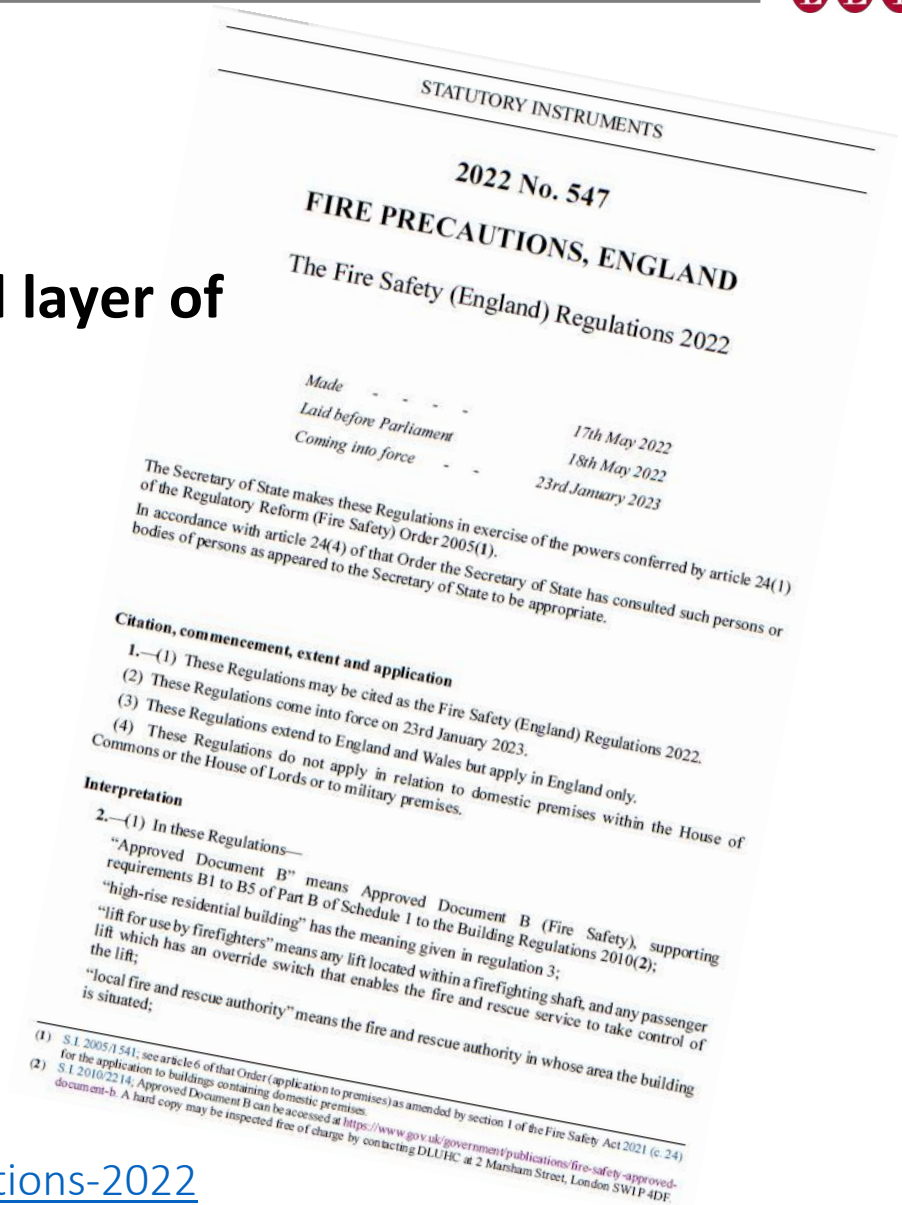 STATUTORY INSTRUMENTS
2022 No. 547
FIRE PRECAUTIONS, ENGLAND
The Fire Safety (England) Regulations 2022
layer of
Made - - - - 17th May 2022
Laid before Parliament 18th May 2022
Coming into force - - 23rd January 2023
The Secretary of State makes these Regulations in exercise of the powers conferred by article 24(1)
of the Regulatory Reform (Fire Safety) Order 2005(1).
In accordance with article 24(4) of that Order the Secretary of State has consulted such persons or
bodies of persons as appeared to the Secretary of State to be appropriate.
Citation, commencement, extent and application
1.—(1) These Regulations may be cited as the Fire Safety (England) Regulations 2022.
(2) These Regulations come into force on 23rd January 2023.
(3) These Regulations extend to England and Wales but apply in England only.
(4) These Regulations do not apply in relation to domestic premises within the House of
Commons or the House of Lords or to military premises.
Interpretation
2.—(1) In these Regulations—
“Approved Document B” means Approved Document B (Fire Safety), supporting
requirements B1 to B5 of Part B of Schedule 1 to the Building Regulations 2010(2);
“high-rise residential building” has the meaning given in regulation 3;
“lift for use by firefighters” means any lift located within a firefighting shaft, and any passenger
lift which has an override switch that enables the fire and rescue service to take control of
the lift;
“local fire and rescue authority” means the fire and rescue authority in whose area the building
is situated;
(1) S.I. 2005/1541; see article 6 of that Order (application to premises) as amended by section 1 of the Fire Safety Act 2021 (c. 24)
for the application to buildings containing domestic premises.
(2) S.I. 2010/2214; Approved Document B can be accessed at https://www.gov.uk/government/publications/fire-safety-approved-
document-b. A hard copy may be inspected free of charge by contacting DLUHC at 2 Marsham Street, London SW1P 4DF.
tions-2022